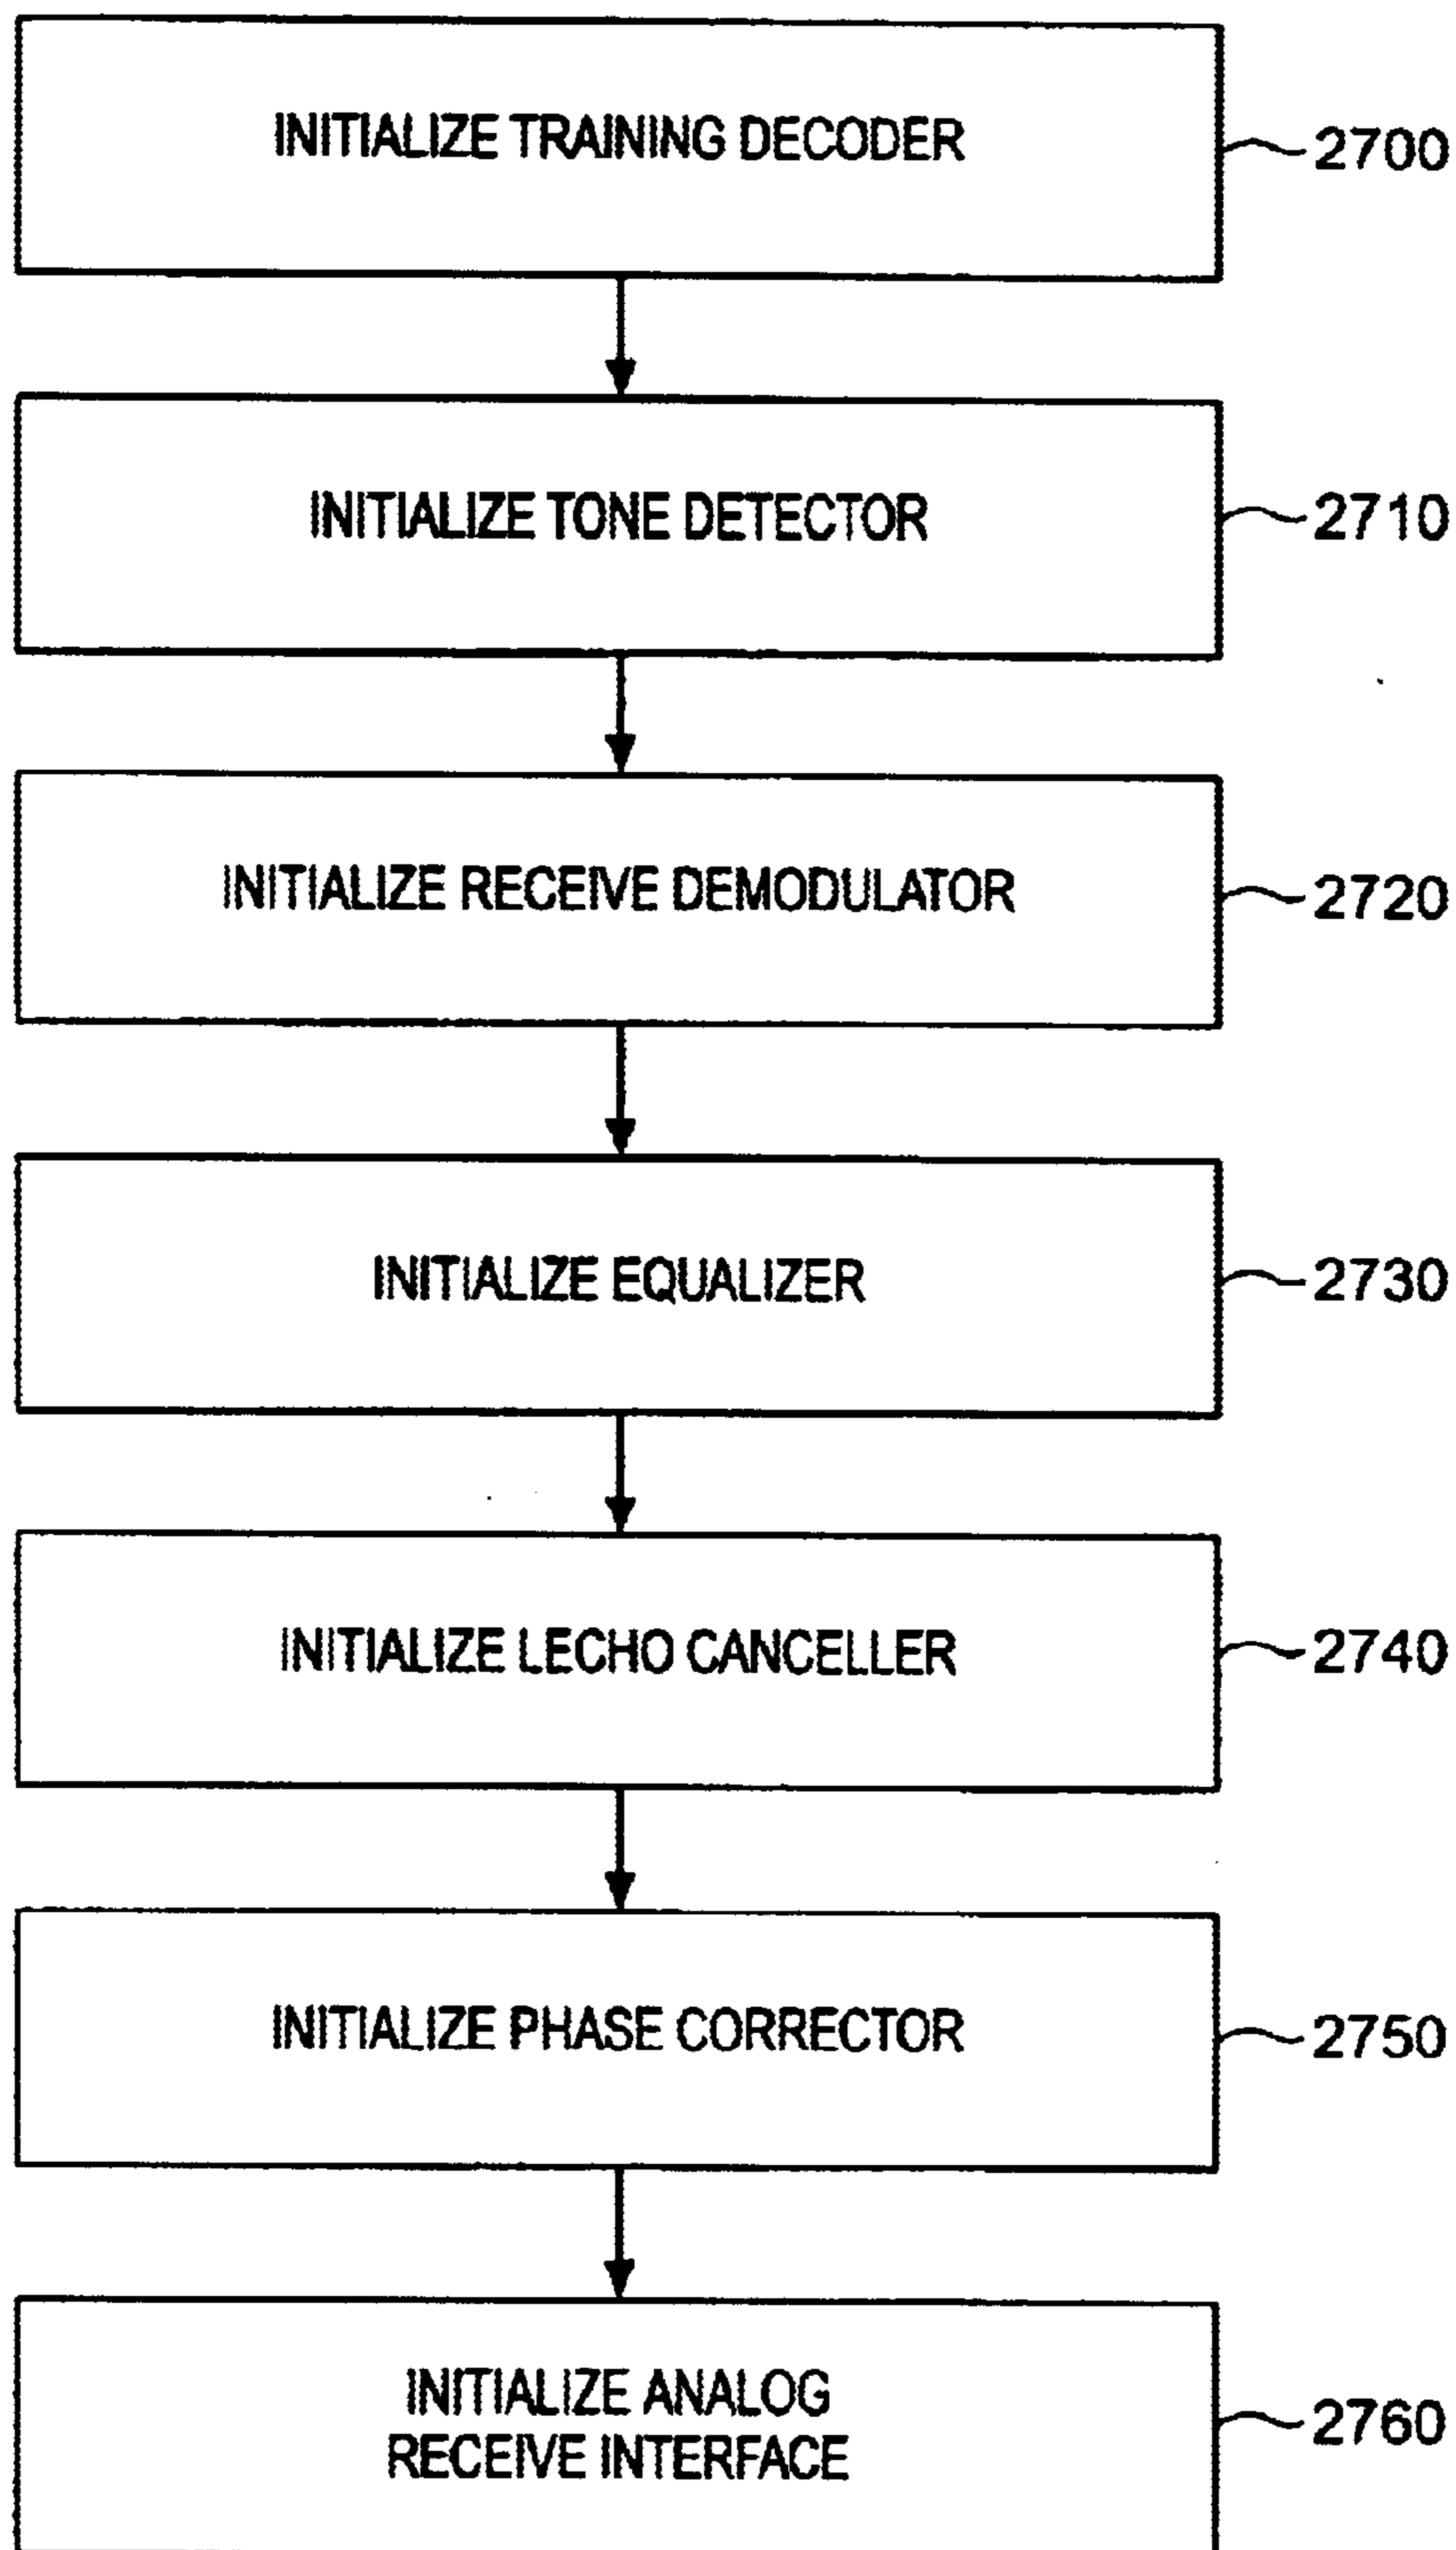 INITIALIZE TRAINING DECODER
2700
INITIALIZE TONE DETECTOR
2710
INITIALIZE RECEIVE DEMODULATOR
2720
INITIALIZE EQUALIZER
2730
INITIALIZE LECHO CANCELLER
2740
INITIALIZE PHASE CORRECTOR
2750
INITIALIZE ANALOG
RECEIVE INTERFACE
2760